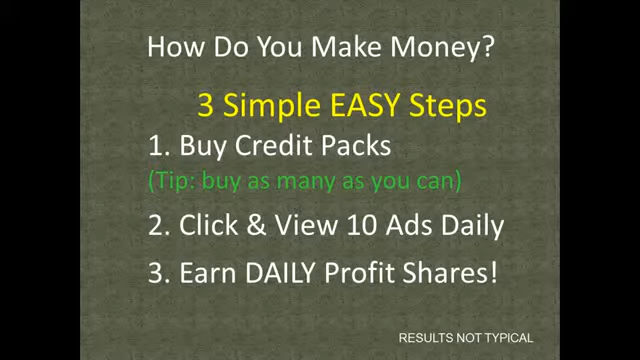 How Do You Make Money?
3 Simple EASY Steps
1. Buy Credit Packs
(Tip: buy as many as you can)
2. Click & View 10 Ads Daily
3. Earn DAILY Profit Shares!
RESULTS NOT TYPICAL